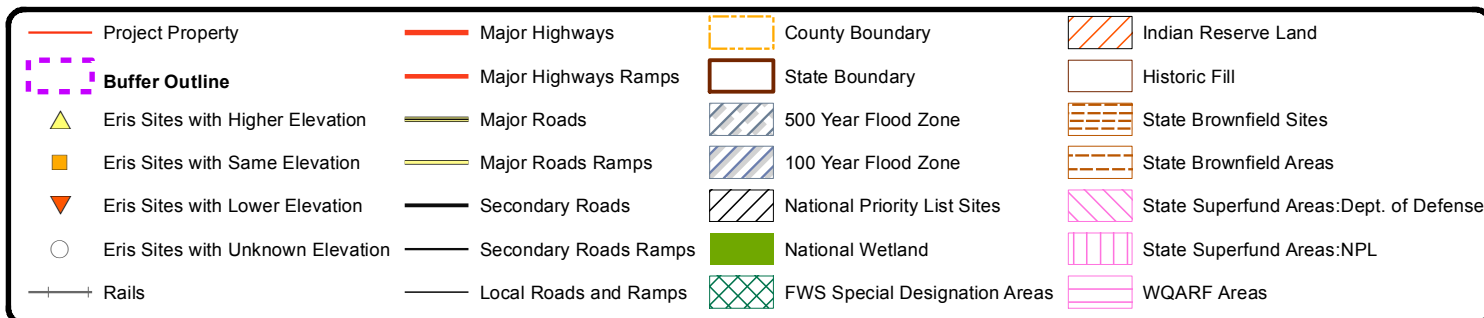 Project Property
Buffer Outline
Eris Sites with Higher Elevation
Eris Sites with Same Elevation
Eris Sites with Lower Elevation
Eris Sites with Unknown Elevation
Rails
Major Highways
Major Highways Ramps
Major Roads
Major Roads Ramps
Secondary Roads
Secondary Roads Ramps
Local Roads and Ramps
County Boundary
State Boundary
500 Year Flood Zone
100 Year Flood Zone
National Priority List Sites
National Wetland
FWS Special Designation Areas
Indian Reserve Land
Historic Fill
State Brownfield Sites
State Brownfield Areas
State Superfund Areas:Dept. of Defense
State Superfund Areas:NPL
WQARF Areas